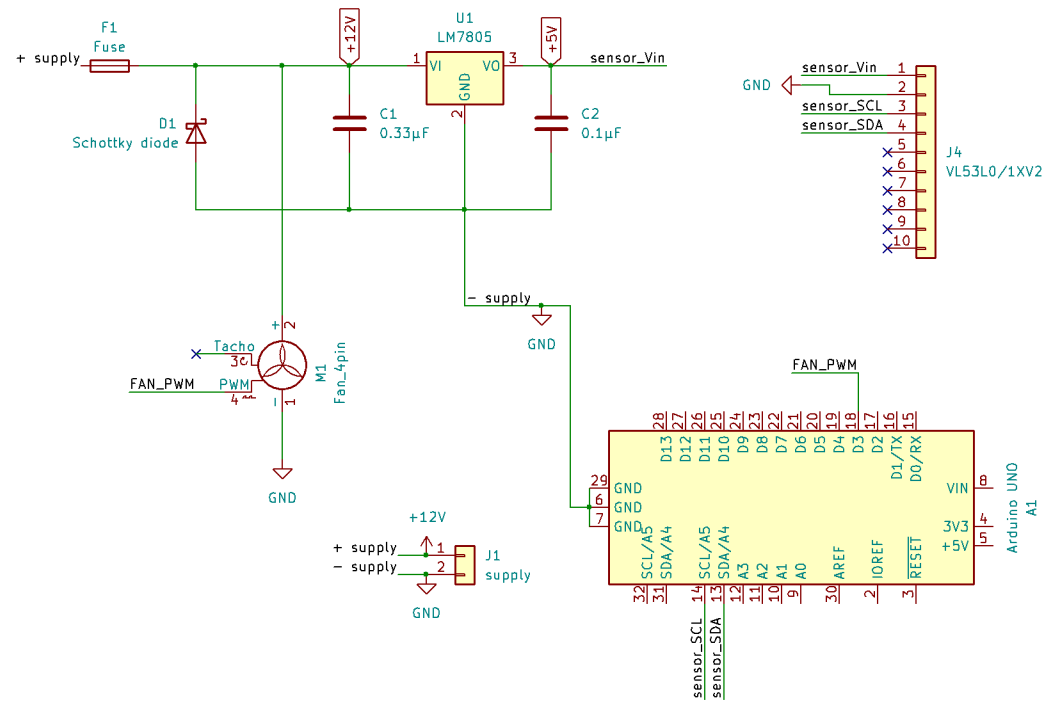 F1
Fuse
+ supply
+12V
U1
LM7805
1
VI
VO
3
GND
2
+5V
sensor_Vin
D1
Schottky diode
C1
0.33µF
C2
0.1µF
sensor_Vin
1
GND
2
sensor_SCL
3
sensor_SDA
4
5
6
7
8
9
10
J4
VL53L0/1XV2
- supply
GND
+
2
Tacho
3
FAN_PWM
PWM
4
-
1
M1
Fan_4pin
GND
FAN_PWM
28
27
26
25
24
23
22
21
20
19
18
17
16
15
D13
D12
D11
D10
D9
D8
D7
D6
D5
D4
D3
D2
D1/TX
D0/RX
29
GND
6
GND
7
GND
VIN
8
3V3
4
+5V
5
Arduino UNO
A1
SCL/A5
SDA/A4
SCL/A5
SDA/A4
A3
A2
A1
A0
AREF
IOREF
RESET
32
31
14
13
12
11
10
9
30
2
3
sensor_SCL
sensor_SDA
+12V
+ supply
1
- supply
2
J1
supply
GND